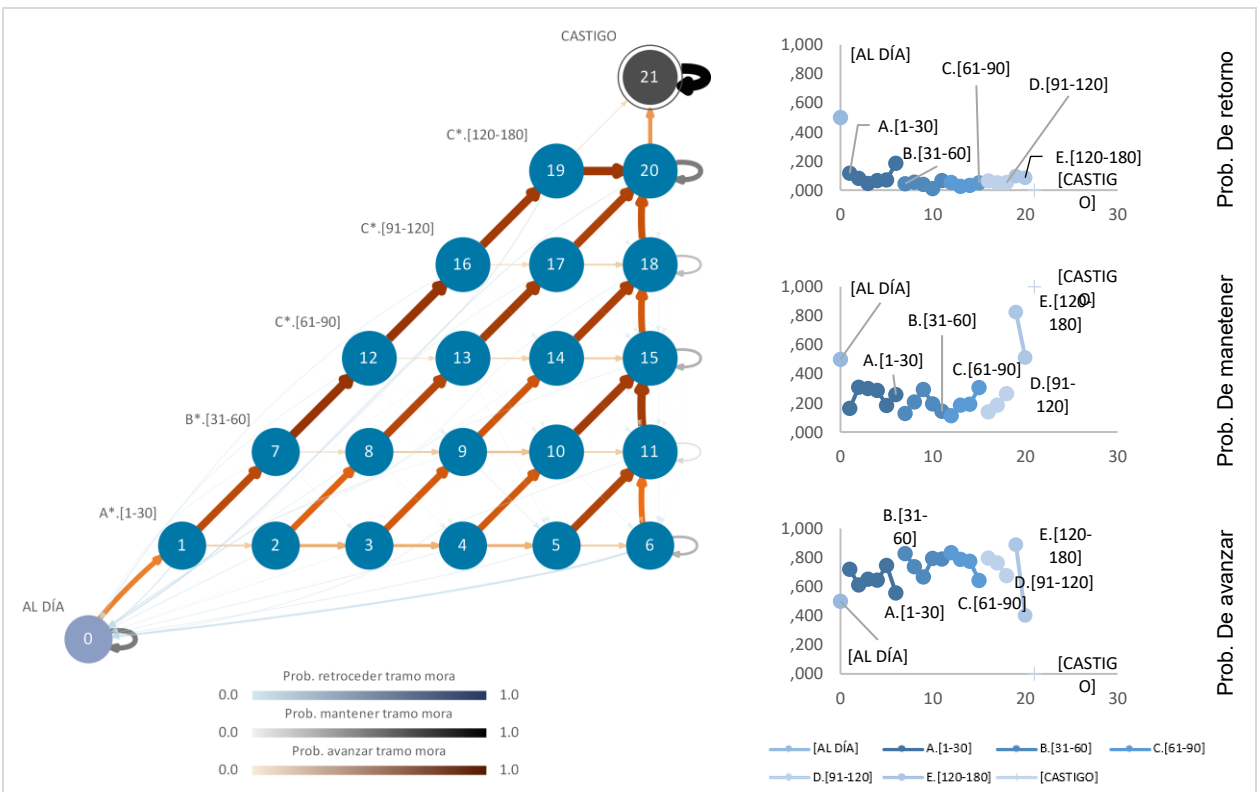 CASTIGO
21
C*.[120-180]
19
20
C*.[91-120]
16
17
18
C*.[61-90]
12
13
14
15
B*.[31-60]
7
8
9
10
11
A*.[1-30]
1
2
3
4
5
6
AL DÍA
0
Prob. retroceder tramo mora
0.0
1.0
Prob. mantener tramo mora
0.0
1.0
Prob. avanzar tramo mora
0.0
1.0
1,000
,800
,600
,400
,200
,000
[AL DÍA]
C.[61-90]
D.[91-120]
A.[1-30]
B.[31-60]
E.[120-180]
[CASTIG
O]
0
10
20
30
Prob. De retorno
1,000
,800
,600
,400
,200
,000
[AL DÍA]
[CASTIG
O]
E.[120-
180]
B.[31-60]
A.[1-30]
C.[61-90]
D.[91-
120]
0
10
20
30
Prob. De manetener
1,000
,800
,600
,400
,200
,000
B.[31-
60]
E.[120-
180]
D.[91-120]
A.[1-30]
C.[61-90]
[AL DÍA]
[CASTIG
O]
0
10
20
30
Prob. De avanzar
[AL DÍA]
A.[1-30]
B.[31-60]
C.[61-90]
D.[91-120]
E.[120-180]
[CASTIGO]